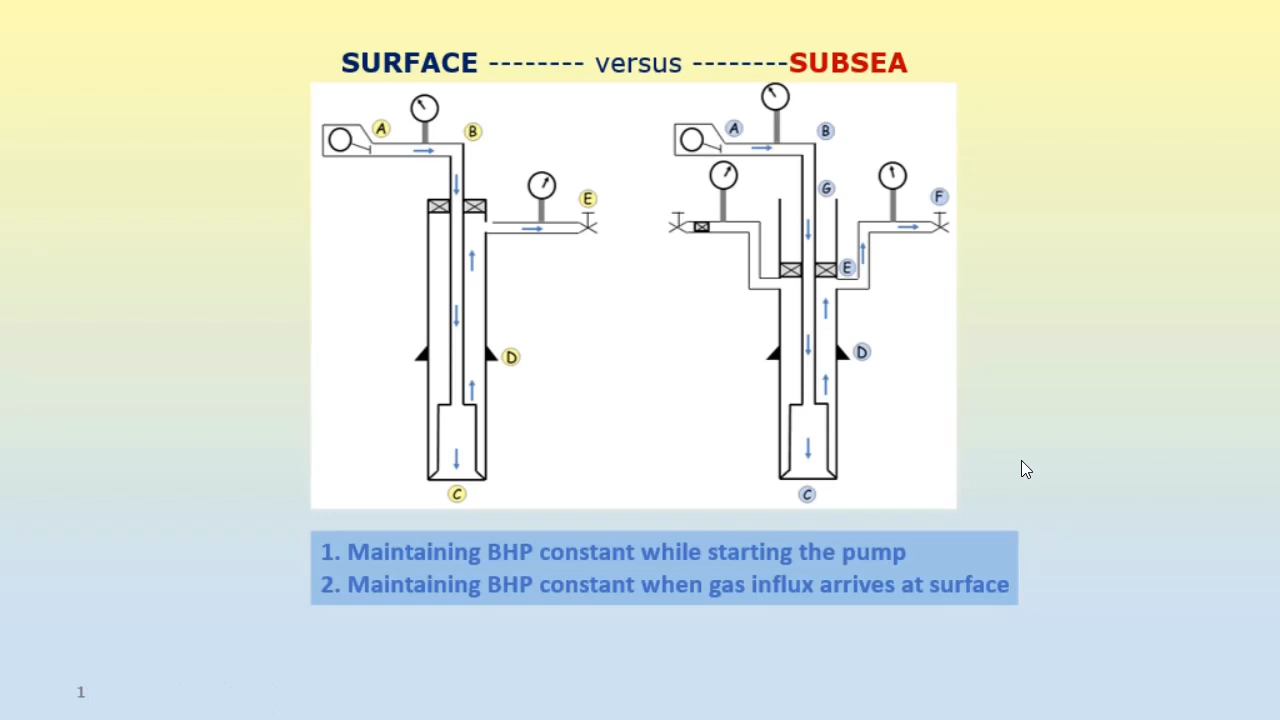 SURFACE -------- versus --------SUBSEA
A
B
E
D
C
A
B
G
F
E
D
C
1. Maintaining BHP constant while starting the pump
2. Maintaining BHP constant when gas influx arrives at surface
1